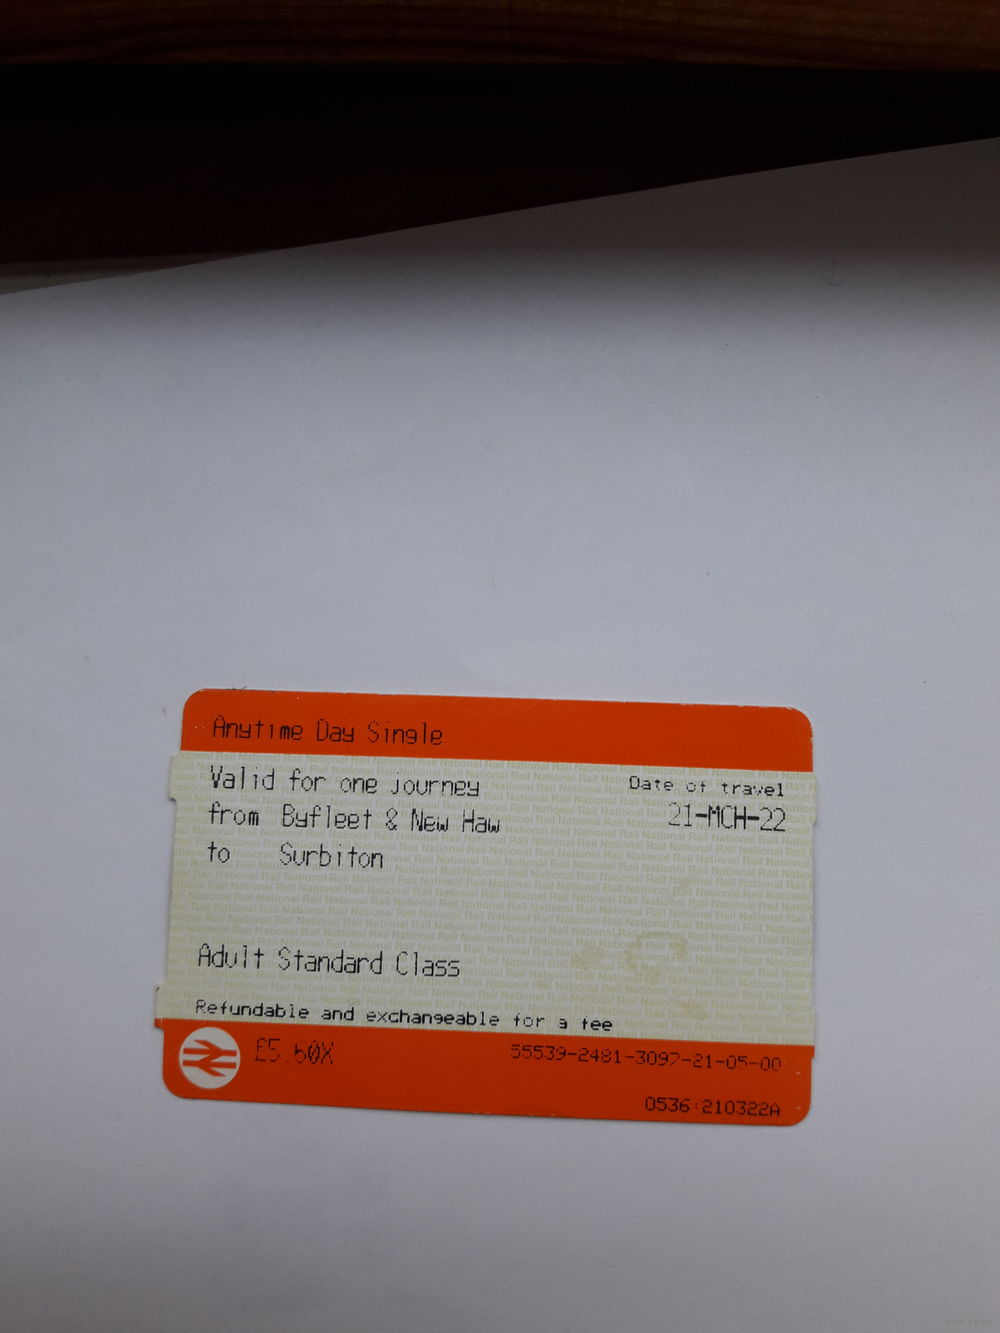 Anytime Day Single
Valid for one journey
Date of travel
from Byfleet & New Haw
21-MCH-22
to Surbiton
Adult Standard Class
Refundable and exchangeable for a fee
£5.60X
55539-2481-3097-21-05-00
0536:210322A